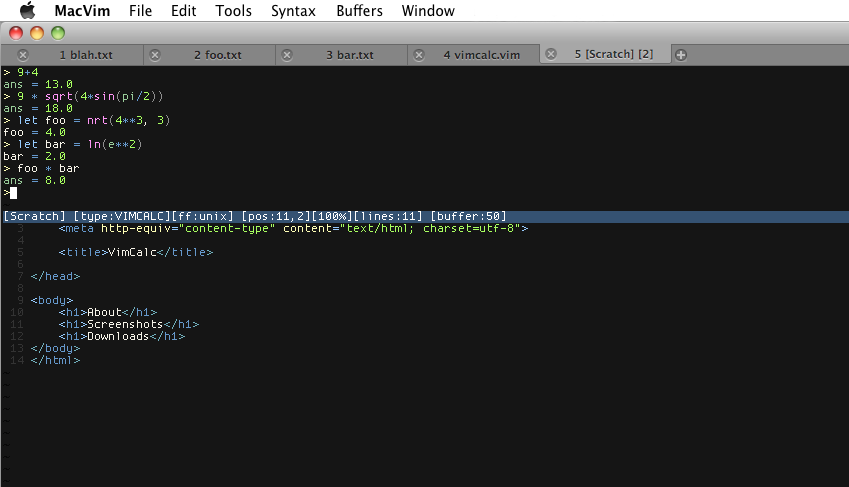 MacVim File Edit Tools Syntax Buffers Window
1 blah.txt 2 foo.txt 3 bar.txt 4 vimcalc.vim 5 [Scratch] [2]
> 9+4
ans = 13.0
> 9 * sqrt(4*sin(pi/2))
ans = 18.0
> let foo = nrt(4**3, 3)
foo = 4.0
> let bar = ln(e**2)
bar = 2.0
> foo * bar
ans = 8.0
>
[Scratch] [type:VIMCALC][ff:unix] [pos:11,2][100%][lines:11] [buffer:50]
3 <meta http-equiv="content-type" content="text/html; charset=utf-8">
4
5 <title>VimCalc</title>
6
7 </head>
8
9 <body>
10 <h1>About</h1>
11 <h1>Screenshots</h1>
12 <h1>Downloads</h1>
13 </body>
14 </html>
~
~
~
~
~
~
~
~
~
~